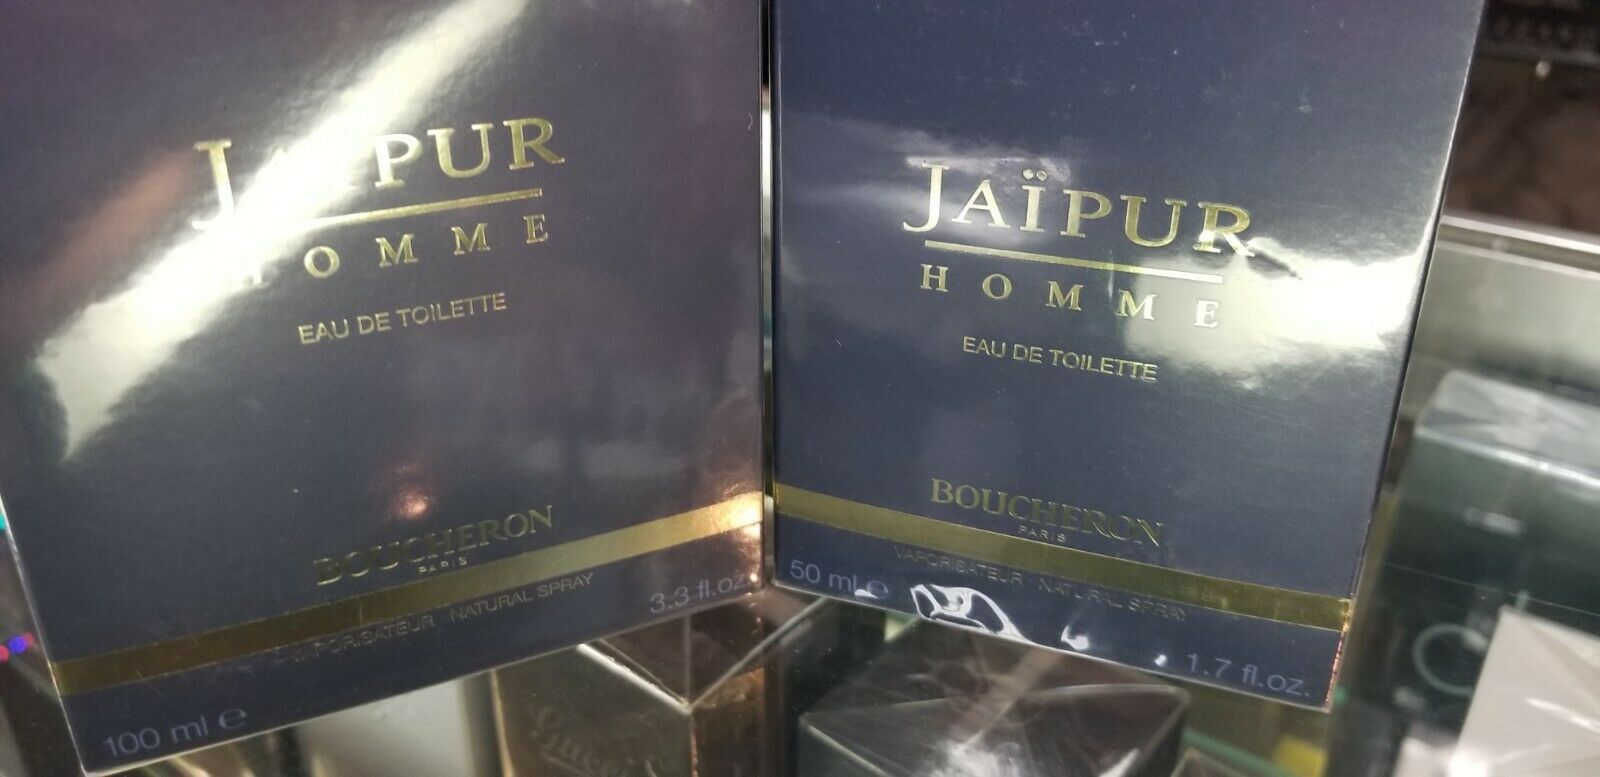 JAÏPUR
HOMME
EAU DE TOILETTE
BOUCHERON
PARIS
VAPORISATEUR · NATURAL SPRAY
100 ml e
3.3 fl.oz.
JAÏPUR
HOMME
EAU DE TOILETTE
BOUCHERON
PARIS
VAPORISATEUR · NATURAL SPRAY
50 ml e
1.7 fl.oz.